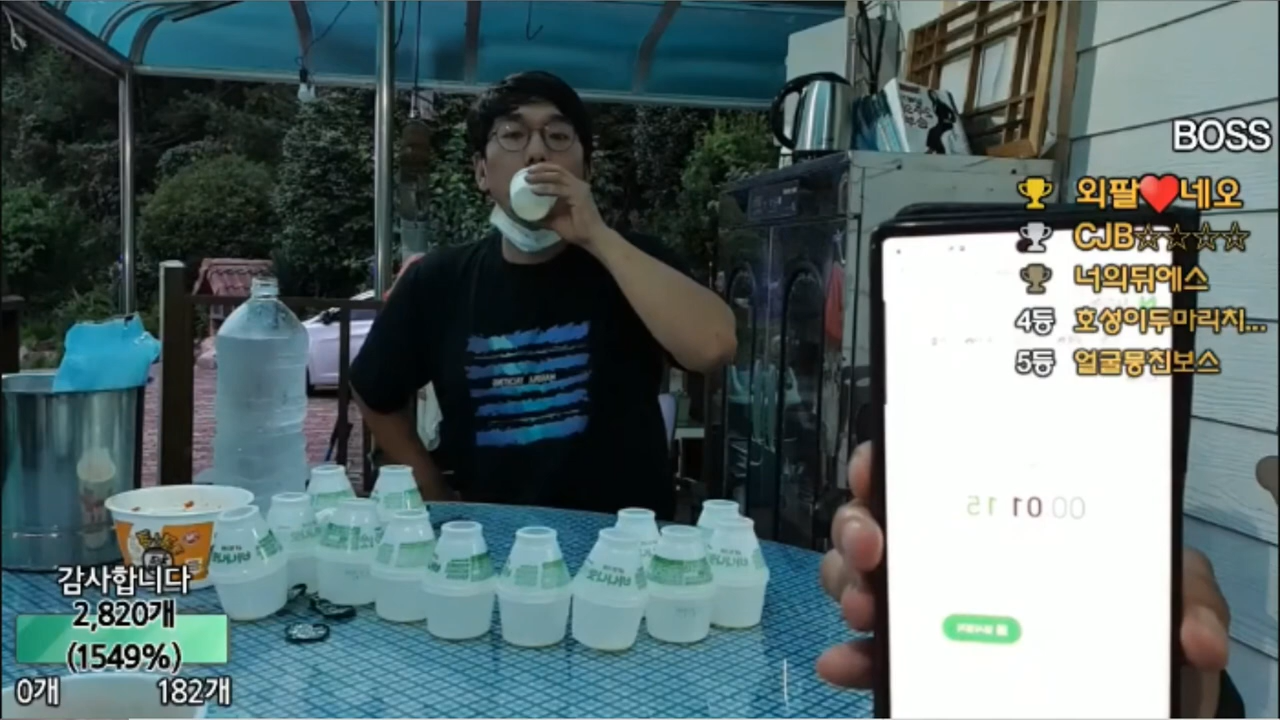 BOSS
외팔❤️네오
CJB☆☆☆☆
너의뒤에스
4등 호성이두마리치...
5등 얼굴뭉친보스
00 01 15
감사합니다
2,820개
(1549%)
0개 182개